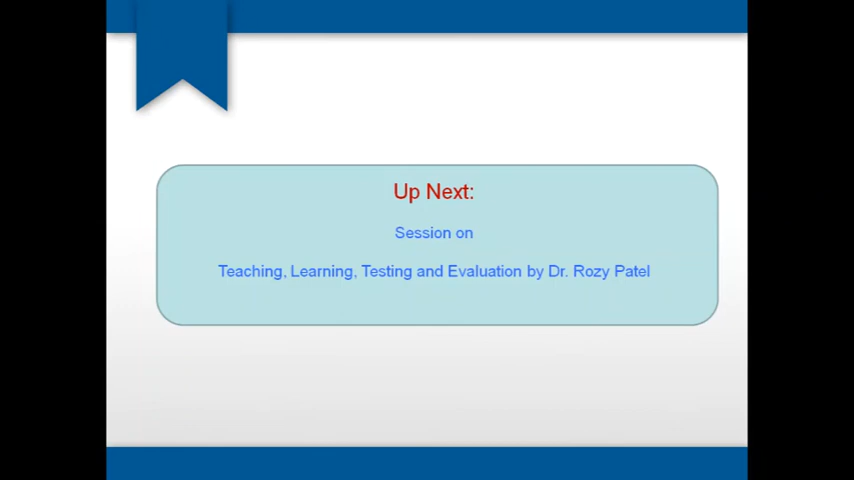 Up Next:
Session on
Teaching, Learning, Testing and Evaluation by Dr. Rozy Patel